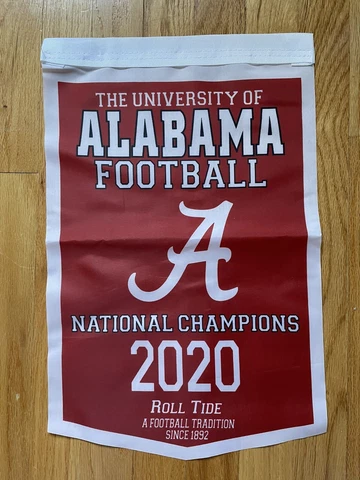 THE UNIVERSITY OF
ALABAMA
FOOTBALL
A
NATIONAL CHAMPIONS
2020
ROLL TIDE
A FOOTBALL TRADITION
SINCE 1892